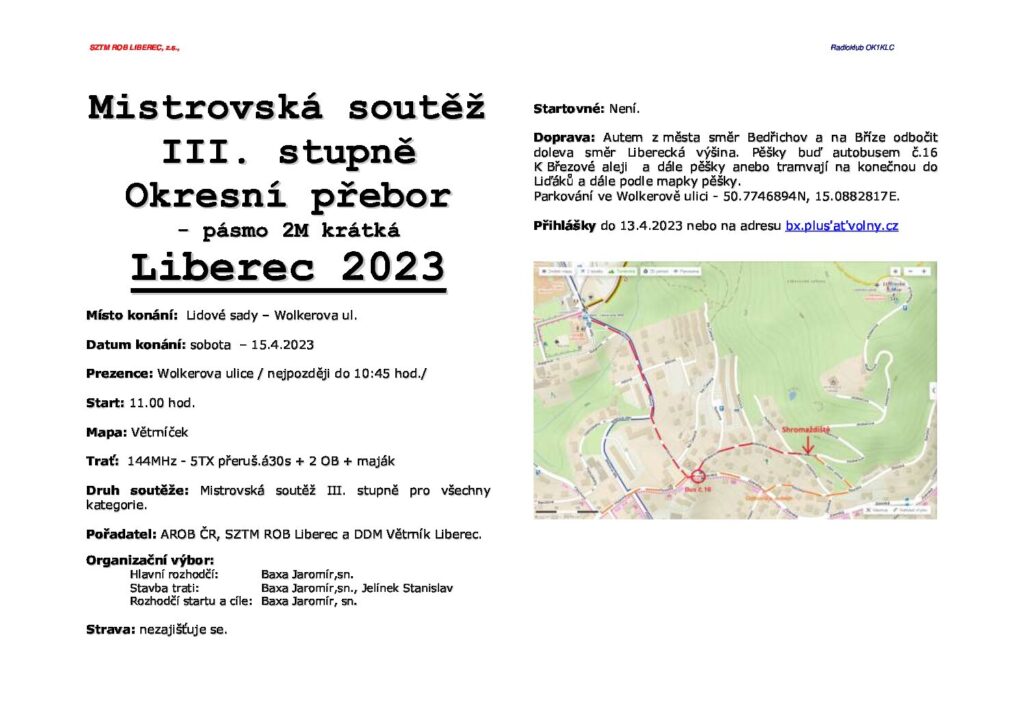 SZTM ROB LIBEREC, z.s.,
Radioklub OK1KLC
Mistrovská soutěž
III. stupně
Okresní přebor
- pásmo 2M krátká
Liberec 2023
Místo konání: Lidové sady – Wolkerova ul.
Datum konání: sobota – 15.4.2023
Prezence: Wolkerova ulice / nejpozději do 10:45 hod./
Start: 11.00 hod.
Mapa: Větrníček
Trať: 144MHz - 5TX přeruš.á30s + 2 OB + maják
Druh soutěže: Mistrovská soutěž III. stupně pro všechny
kategorie.
Pořadatel: AROB ČR, SZTM ROB Liberec a DDM Větrník Liberec.
Organizační výbor:
Hlavní rozhodčí: Baxa Jaromír,sn.
Stavba trati: Baxa Jaromír,sn., Jelínek Stanislav
Rozhodčí startu a cíle: Baxa Jaromír, sn.
Strava: nezajišťuje se.
Startovné: Není.
Doprava: Autem z města směr Bedřichov a na Bříze odbočit
doleva směr Liberecká výšina. Pěšky buď autobusem č.16
K Březové aleji a dále pěšky anebo tramvají na konečnou do
Liďáků a dále podle mapky pěšky.
Parkování ve Wolkerově ulici - 50.7746894N, 15.0882817E.
Přihlášky do 13.4.2023 nebo na adresu bx.plus'at'volny.cz
Shromaždiště
Bus č.16